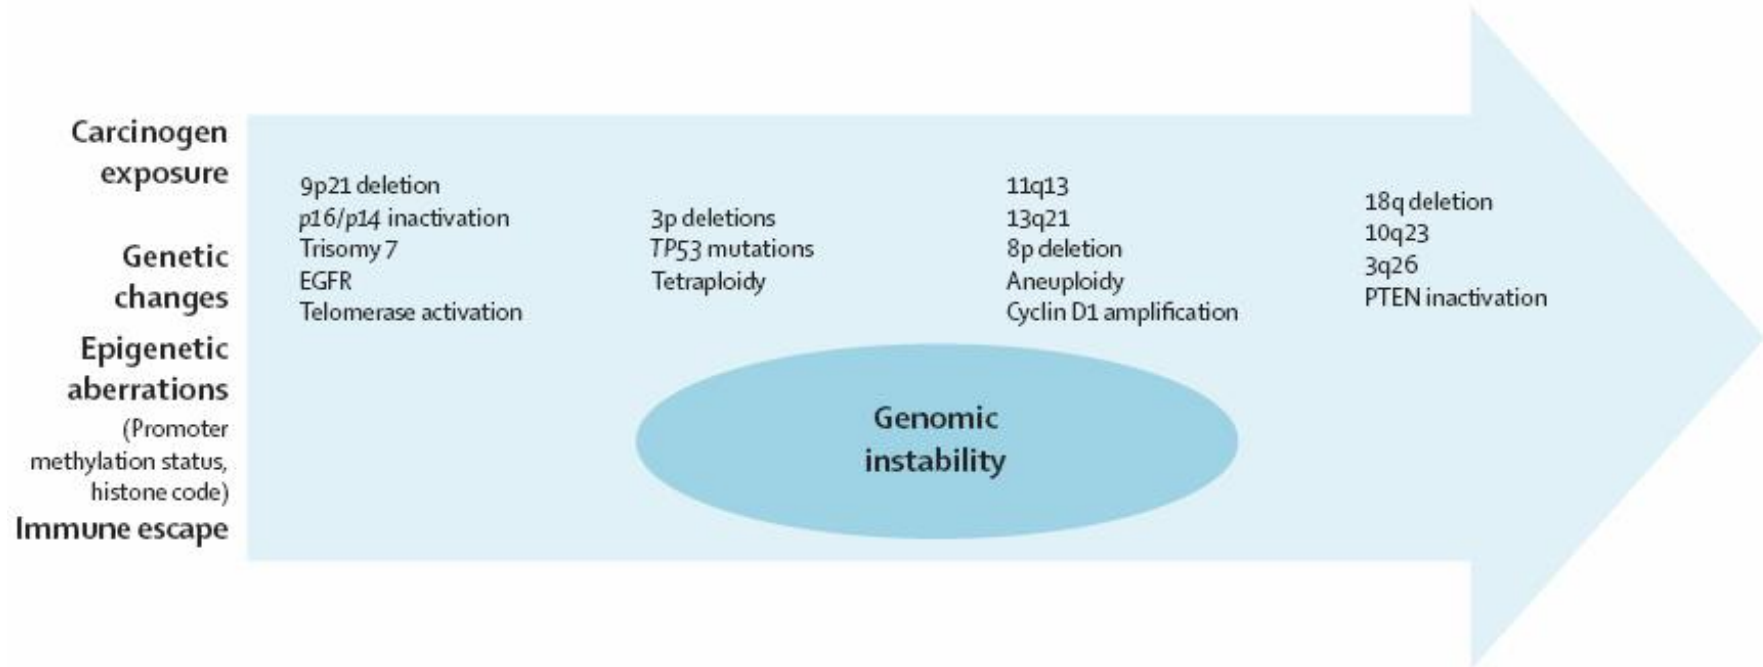 Carcinogen
exposure
Genetic
changes
Epigenetic
aberrations
(Promoter
methylation status,
histone code)
Immune escape
9p21 deletion
p16/p14 inactivation
Trisomy 7
EGFR
Telomerase activation
3p deletions
TP53 mutations
Tetraploidy
11q13
13q21
8p deletion
Aneuploidy
Cyclin D1 amplification
18q deletion
10q23
3q26
PTEN inactivation
Genomic
instability